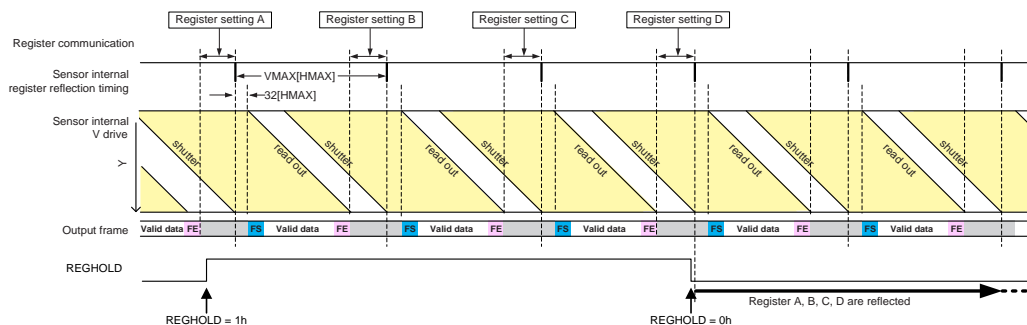 Register setting A
Register setting B
Register setting C
Register setting D
Register communication
Sensor internal
register reflection timing
VMAX[HMAX]
32[HMAX]
Sensor internal
V drive
Y
shutter
read out
shutter
read out
shutter
read out
shutter
read out
shutter
read out
shutter
Output frame
Valid data FE FS Valid data FE FS Valid data FE FS Valid data FE FS Valid data FE FS Valid data FE
REGHOLD
Register A, B, C, D are reflected
REGHOLD = 1h
REGHOLD = 0h